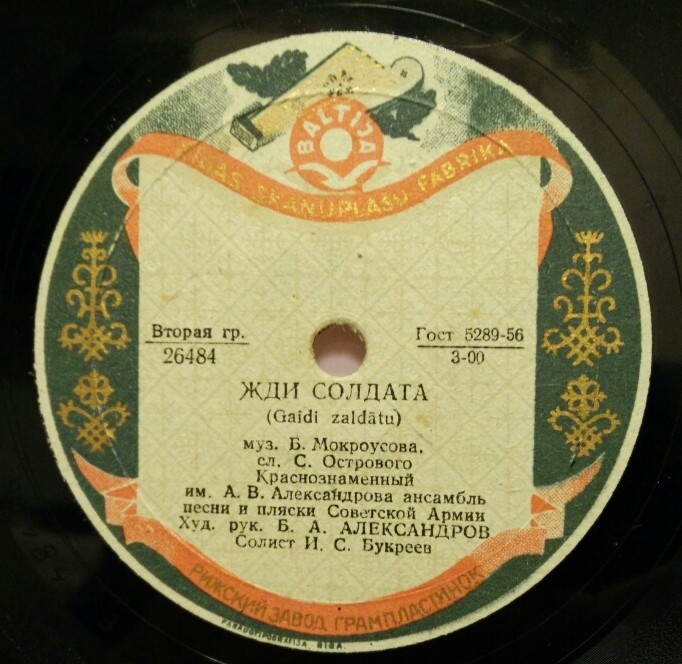 BALTIJA
RĪGAS SKAŅUPLAŠU FABRIKA
Вторая гр.
26484
Гост 5289-56
3-00
ЖДИ СОЛДАТА
(Gaidi zaldātu)
муз. Б. Мокроусова,
сл. С. Острового
Краснознаменный
им. А. В. Александрова ансамбль
песни и пляски Советской Армии
Худ. рук. Б. А. АЛЕКСАНДРОВ
Солист И. С. Букреев
РИЖСКИЙ ЗАВОД ГРАМПЛАСТИНОК